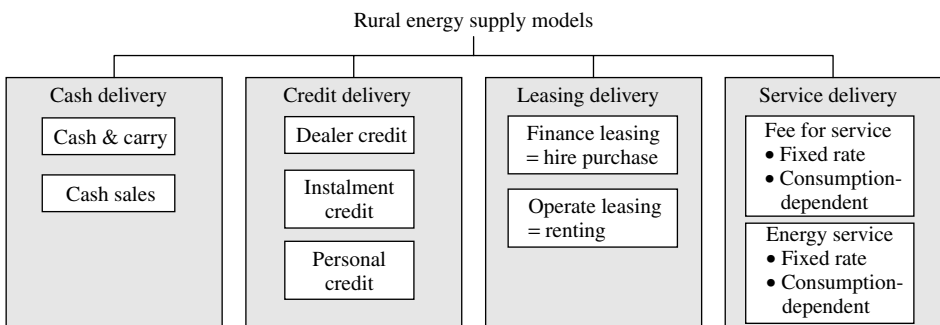 Rural energy supply models
Cash delivery
Cash & carry
Cash sales
Credit delivery
Dealer credit
Instalment
credit
Personal
credit
Leasing delivery
Finance leasing
= hire purchase
Operate leasing
= renting
Service delivery
Fee for service
• Fixed rate
• Consumption-
dependent
Energy service
• Fixed rate
• Consumption-
dependent